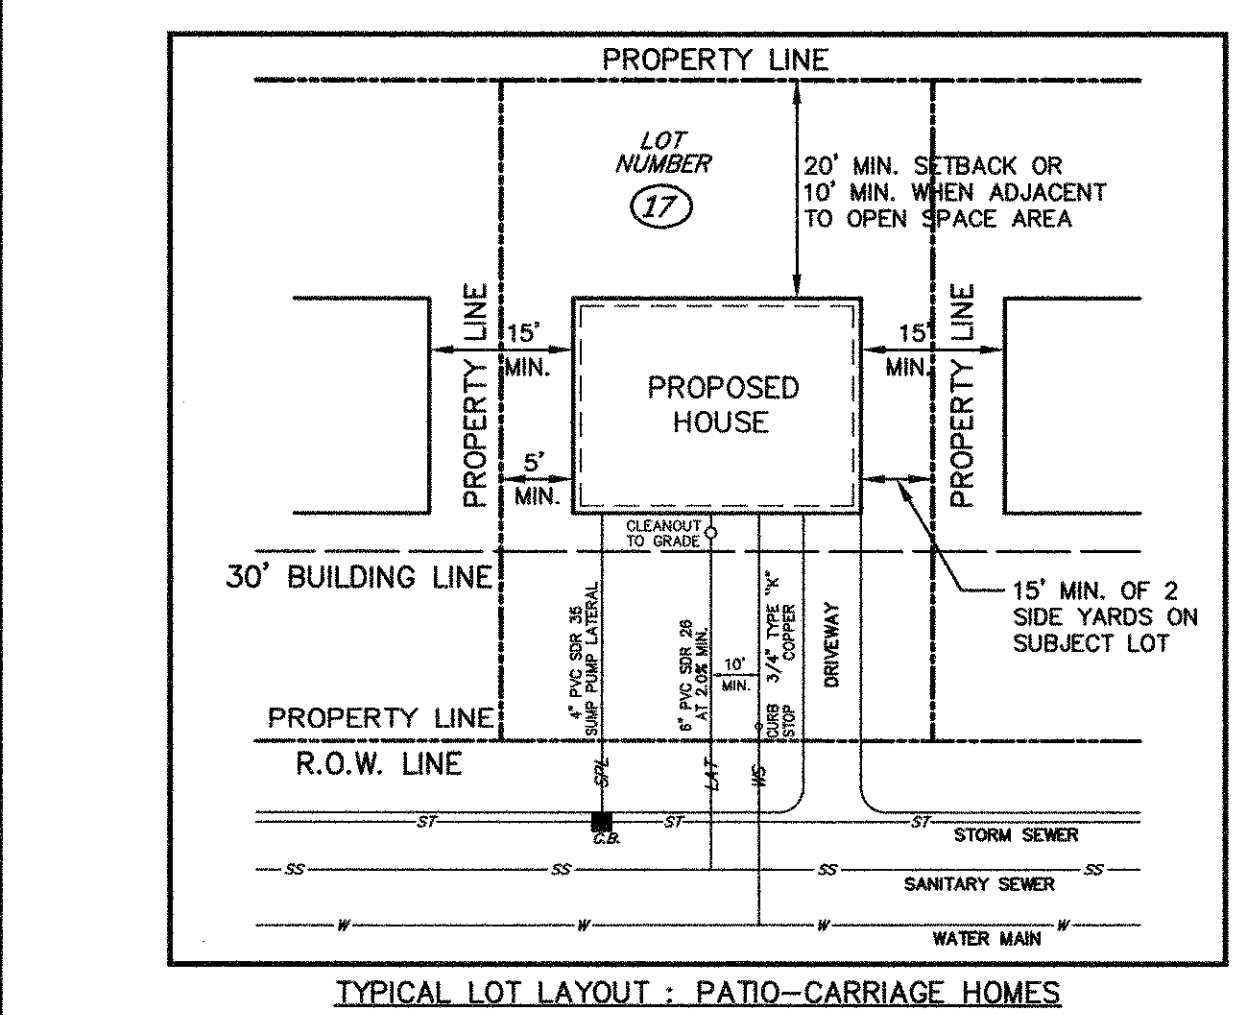 PROPERTY LINE
LOT
NUMBER
17
20' MIN. SETBACK OR
10' MIN. WHEN ADJACENT
TO OPEN SPACE AREA
PROPERTY LINE
15'
MIN.
PROPOSED
HOUSE
15'
MIN.
PROPERTY LINE
5'
MIN.
CLEANOUT
TO GRADE
30' BUILDING LINE
15' MIN. OF 2
SIDE YARDS ON
SUBJECT LOT
4" PVC SDR 35
SUMP PUMP LATERAL
6" PVC SDR 26
AT 2.0% MIN.
10'
MIN.
3/4" TYPE "K"
COPPER
CURB
STOP
DRIVEWAY
PROPERTY LINE
R.O.W. LINE
SPL
LAT
WS
ST
ST
ST
C.B.
STORM SEWER
SS
SS
SS
SS
SANITARY SEWER
W
W
W
W
WATER MAIN
TYPICAL LOT LAYOUT : PATIO-CARRIAGE HOMES